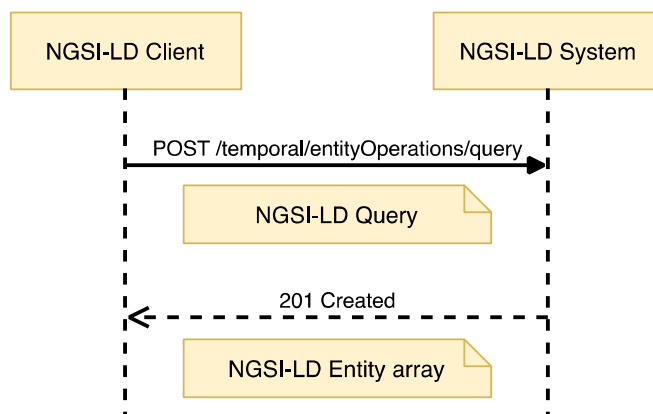 NGSI-LD Client
NGSI-LD System
POST /temporal/entityOperations/query
NGSI-LD Query
201 Created
NGSI-LD Entity array